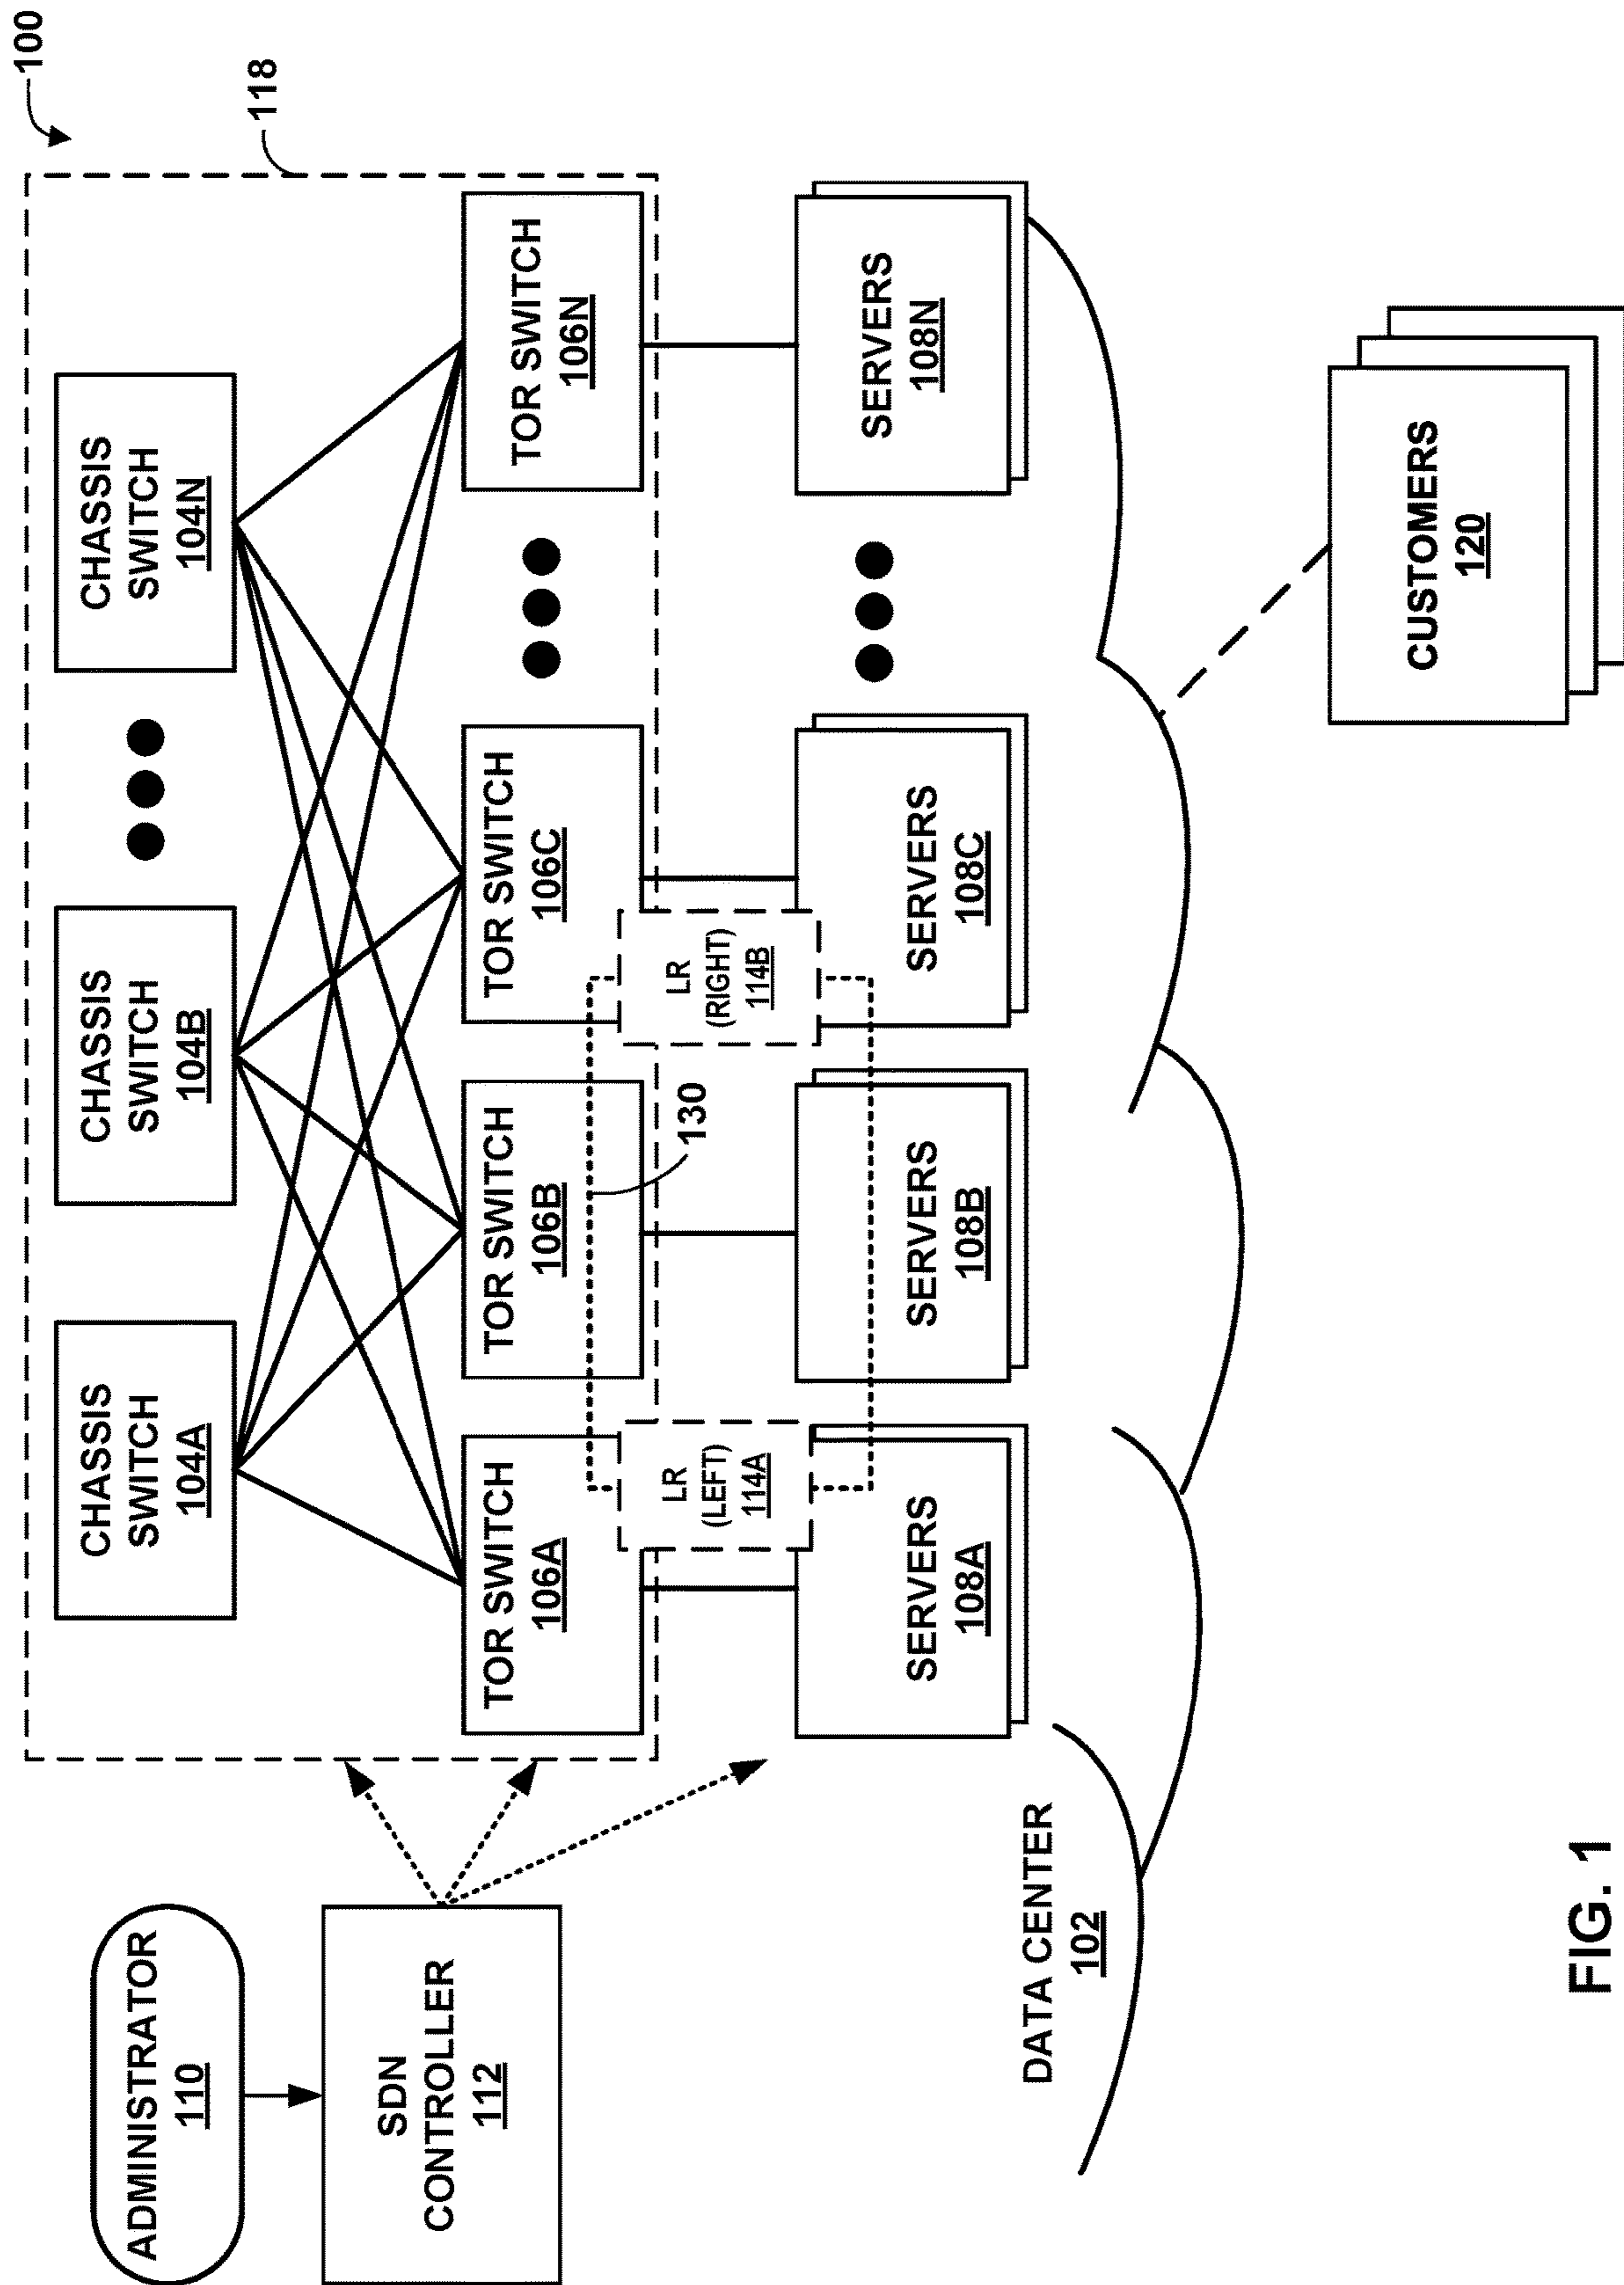 100
118
ADMINISTRATOR
110
SDN
CONTROLLER
112
CHASSIS
SWITCH
104A
CHASSIS
SWITCH
104B
CHASSIS
SWITCH
104N
TOR SWITCH
106A
TOR SWITCH
106B
TOR SWITCH
106C
TOR SWITCH
106N
LR
(LEFT)
114A
130
LR
(RIGHT)
114B
SERVERS
108A
SERVERS
108B
SERVERS
108C
SERVERS
108N
DATA CENTER
102
CUSTOMERS
120
FIG. 1